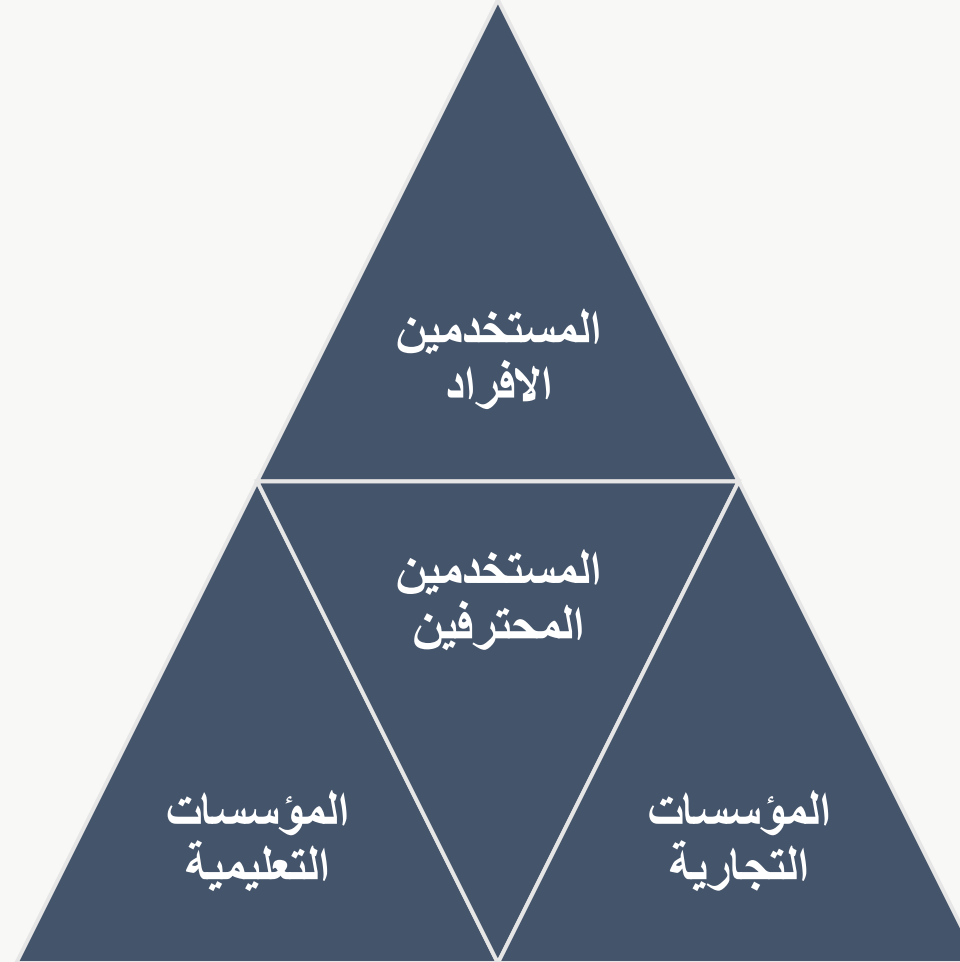 المستخدمين
الافراد
المستخدمين
المحترفين
المؤسسات
التجارية
المؤسسات
التعليمية